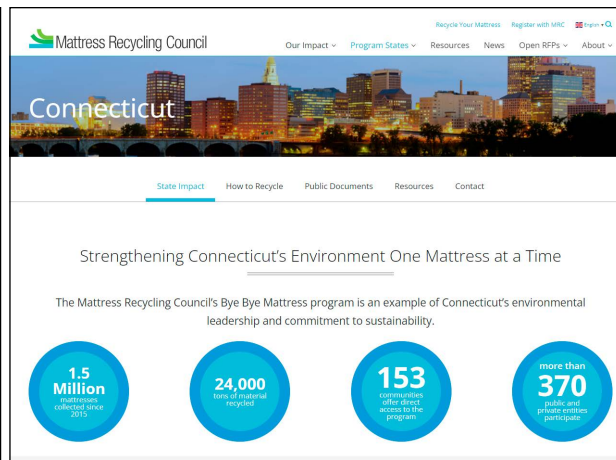 Recycle Your Mattress Register with MRC English
Mattress Recycling Council
Our Impact Program States Resources News Open RFPs About
Connecticut
State Impact How to Recycle Public Documents Resources Contact
Strengthening Connecticut's Environment One Mattress at a Time
The Mattress Recycling Council's Bye Bye Mattress program is an example of Connecticut's environmental
leadership and commitment to sustainability.
1.5
Million
mattresses
collected since
2015
24,000
tons of material
recycled
153
communities
offer direct
access to the
program
more than
370
public and
private entities
participate